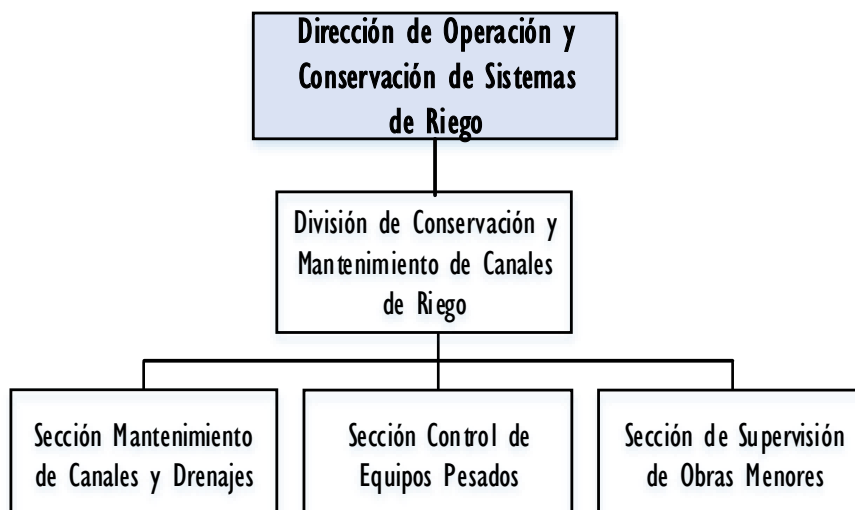 Dirección de Operación y
Conservación de Sistemas
de Riego
División de Conservación y
Mantenimiento de Canales
de Riego
Sección Mantenimiento
de Canales y Drenajes
Sección Control de
Equipos Pesados
Sección de Supervisión
de Obras Menores